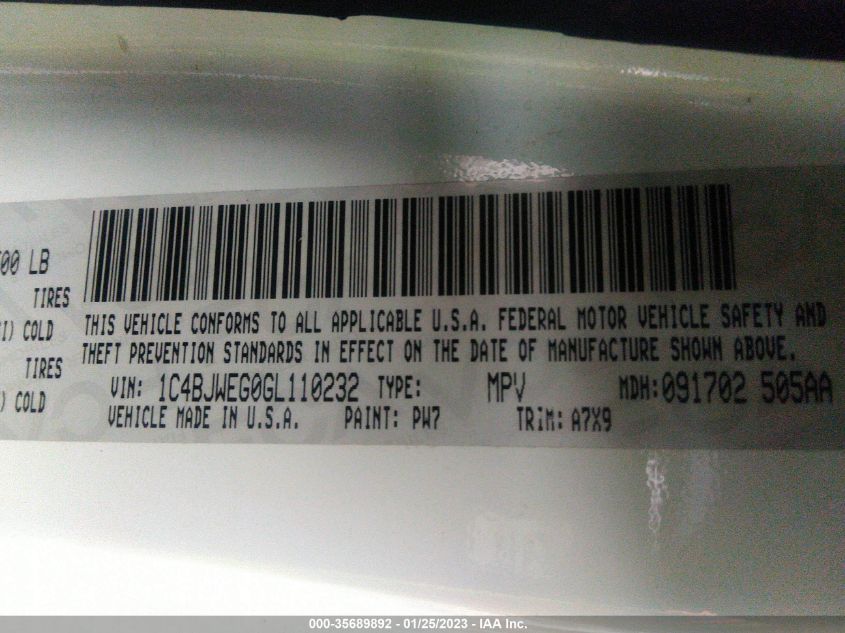 00 LB
TIRES
I) COLD
TIRES
) COLD
THIS VEHICLE CONFORMS TO ALL APPLICABLE U.S.A. FEDERAL MOTOR VEHICLE SAFETY AND
THEFT PREVENTION STANDARDS IN EFFECT ON THE DATE OF MANUFACTURE SHOWN ABOVE.
VIN: 1C4BJWEG0GL110232 TYPE: MPV MDH:091702 505AA
VEHICLE MADE IN U.S.A. PAINT: PW7 TRIM: A7X9
000-35689892 - 01/25/2023 - IAA Inc.